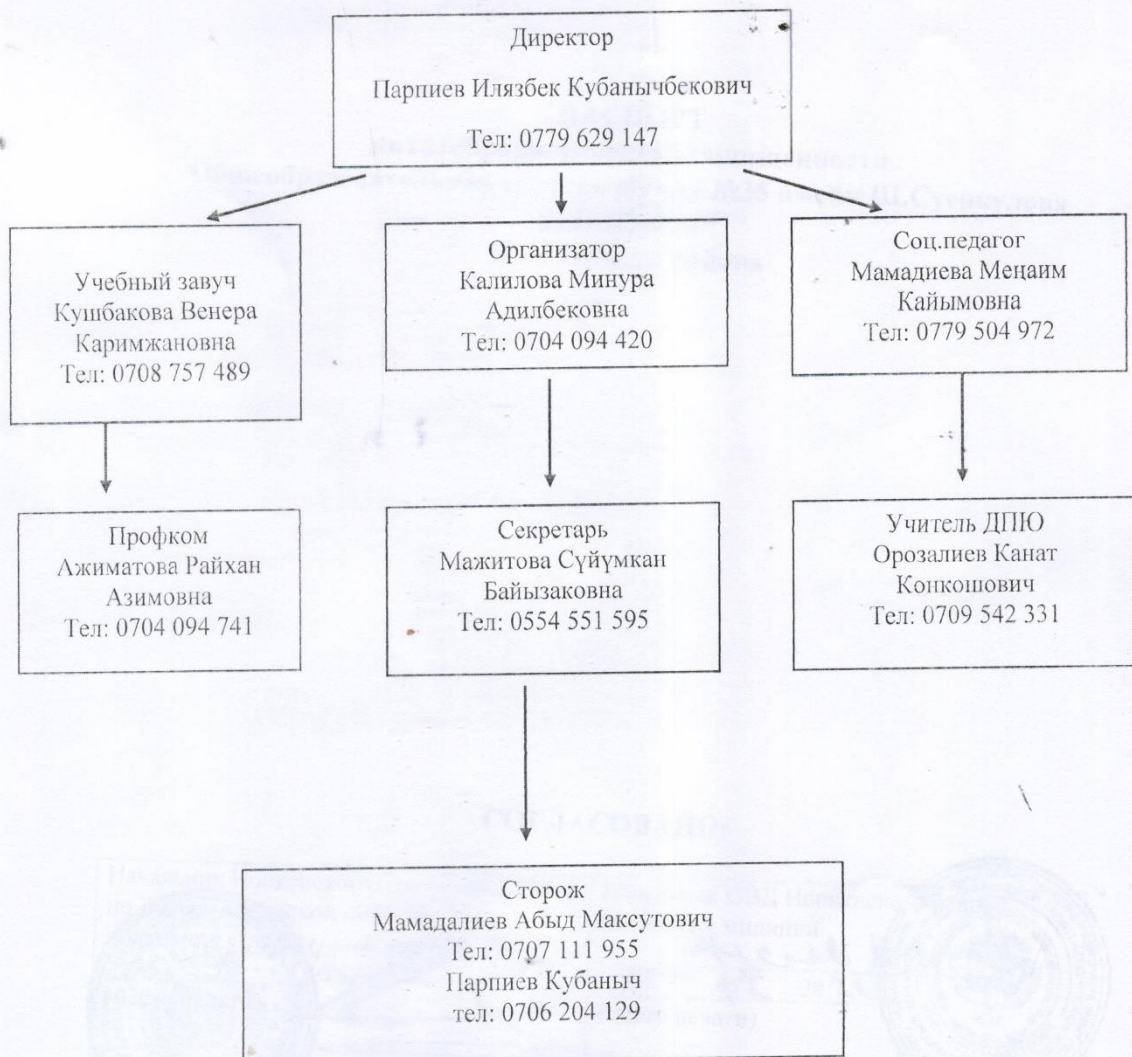 Директор
Парпиев Илязбек Кубанычбекович
Тел: 0779 629 147
Учебный завуч
Кушбакова Венера
Каримжановна
Тел: 0708 757 489
Организатор
Калилова Минура
Адилбековна
Тел: 0704 094 420
Соц.педагог
Мамадиева Меңаим
Кайымовна
Тел: 0779 504 972
Профком
Ажиматова Райхан
Азимовна
Тел: 0704 094 741
Секретарь
Мажитова Сүйүмкан
Байызаковна
Тел: 0554 551 595
Учитель ДПЮ
Орозалиев Канат
Конкошович
Тел: 0709 542 331
СОГЛАСОВАНО
Сторож
Мамадалиев Абыд Максутович
Тел: 0707 111 955
Парпиев Кубаныч
тел: 0706 204 129